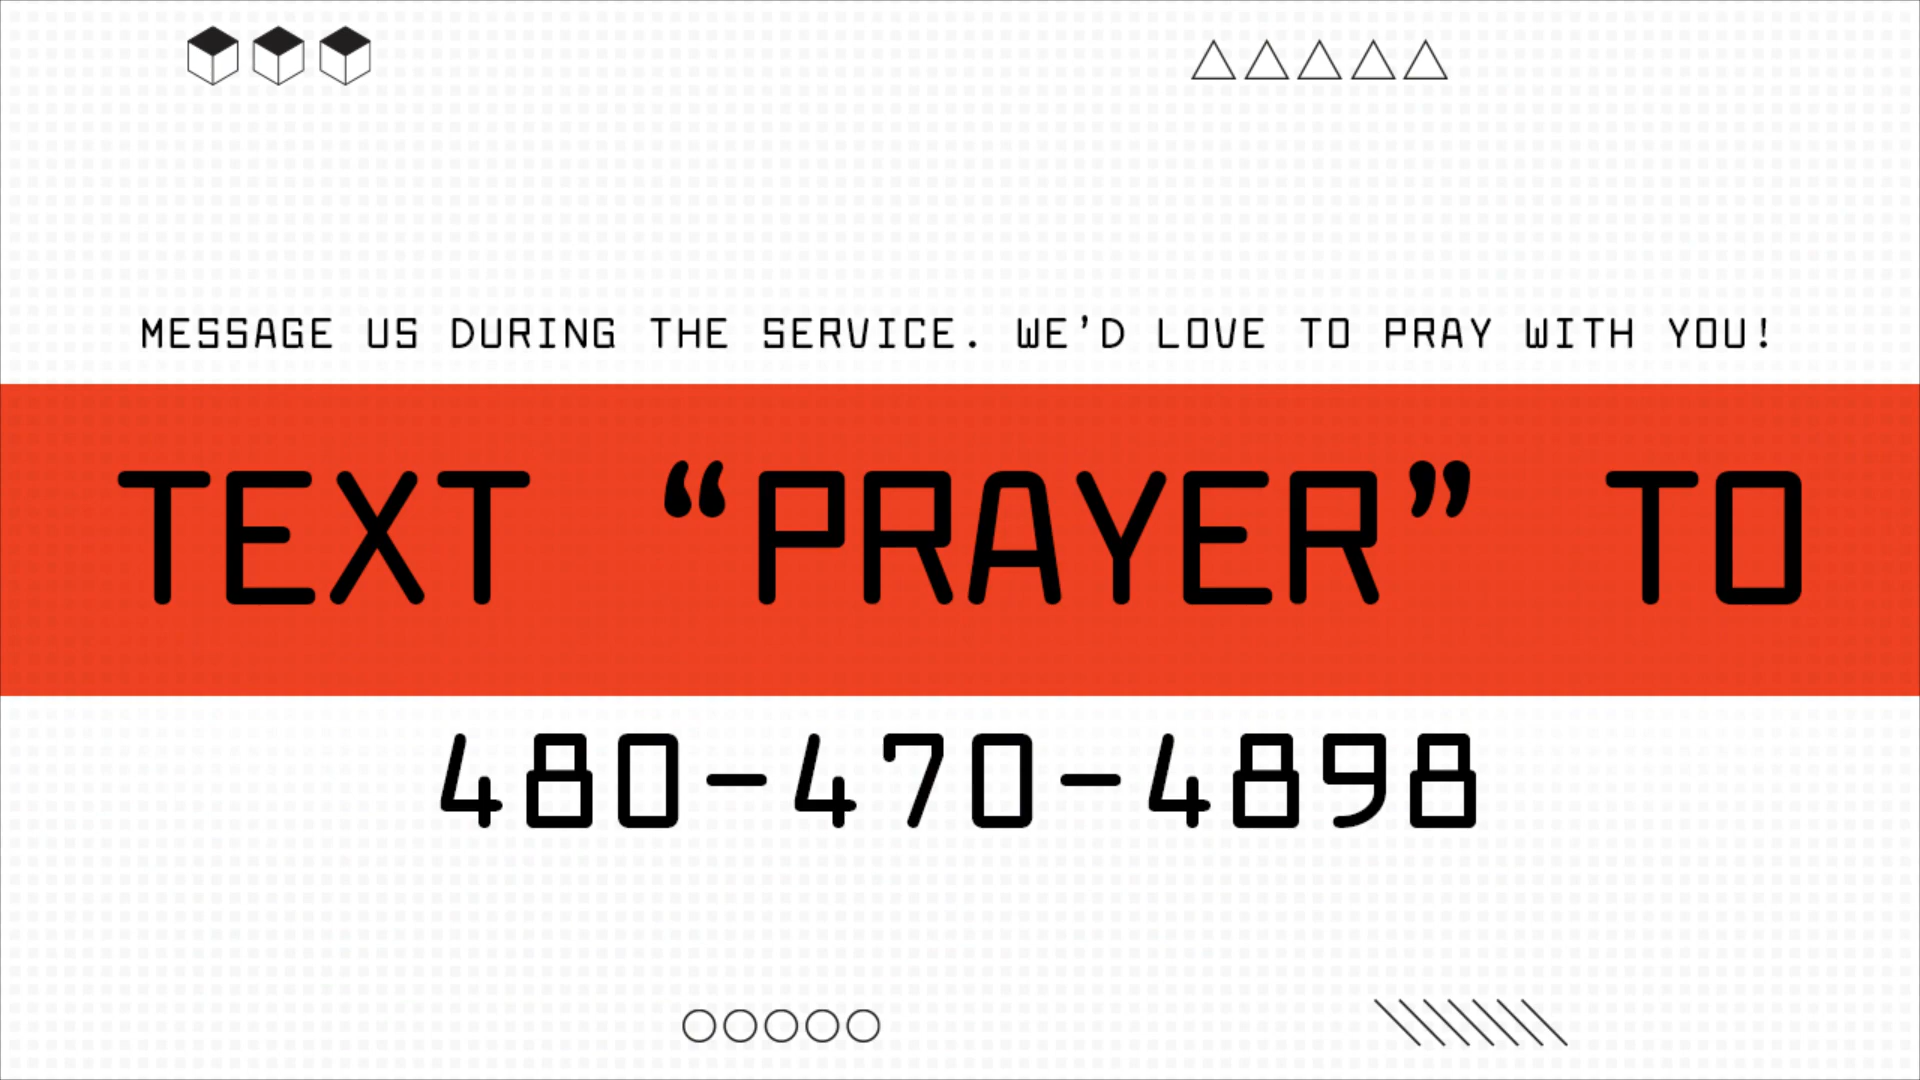 MESSAGE US DURING THE SERVICE. WE’D LOVE TO PRAY WITH YOU!
TEXT “PRAYER” TO
480-470-4898